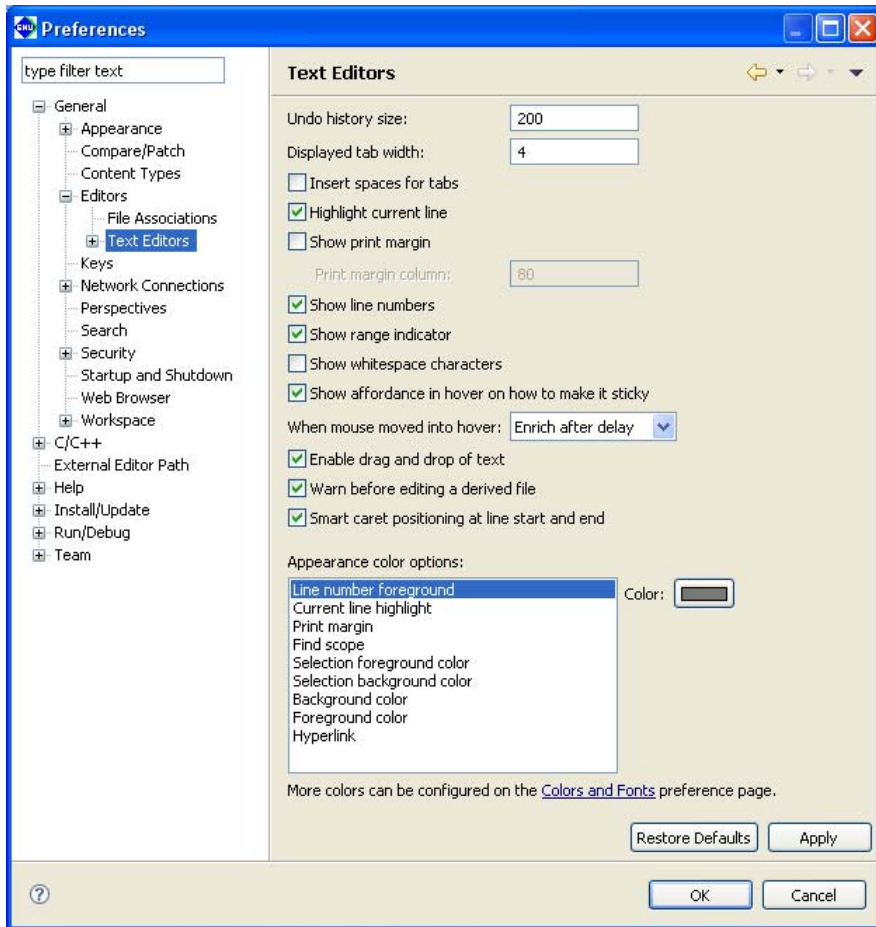 GNU Preferences
type filter text
General
Appearance
Compare/Patch
Content Types
Editors
File Associations
Text Editors
Keys
Network Connections
Perspectives
Search
Security
Startup and Shutdown
Web Browser
Workspace
C/C++
External Editor Path
Help
Install/Update
Run/Debug
Team
Text Editors
Undo history size: 200
Displayed tab width: 4
Insert spaces for tabs
Highlight current line
Show print margin
Print margin column: 80
Show line numbers
Show range indicator
Show whitespace characters
Show affordance in hover on how to make it sticky
When mouse moved into hover: Enrich after delay
Enable drag and drop of text
Warn before editing a derived file
Smart caret positioning at line start and end
Appearance color options:
Line number foreground
Color:
Current line highlight
Print margin
Find scope
Selection foreground color
Selection background color
Background color
Foreground color
Hyperlink
More colors can be configured on the Colors and Fonts preference page.
Restore Defaults Apply
? OK Cancel